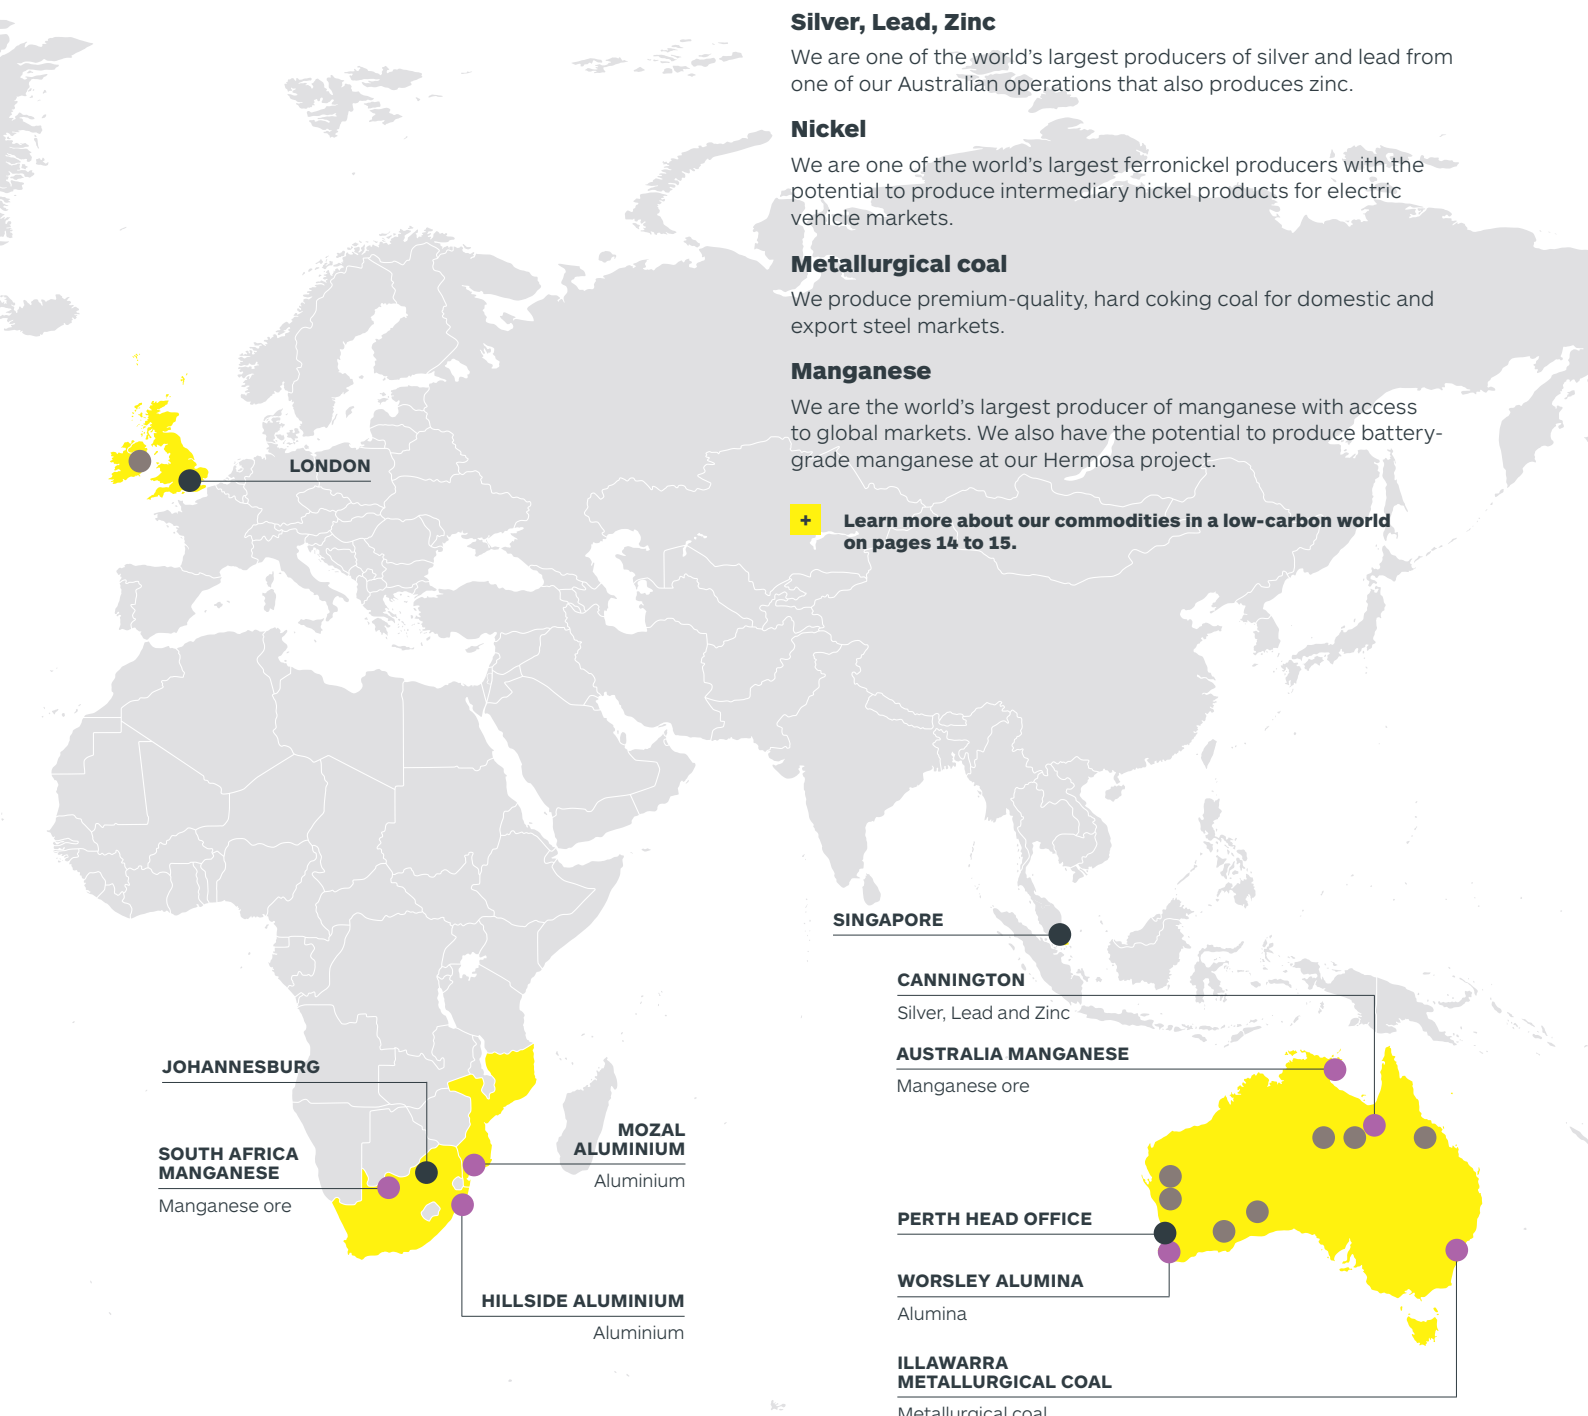 Silver, Lead, Zinc
We are one of the world’s largest producers of silver and lead from
one of our Australian operations that also produces zinc.
Nickel
We are one of the world’s largest ferronickel producers with the
potential to produce intermediary nickel products for electric
vehicle markets.
Metallurgical coal
We produce premium-quality, hard coking coal for domestic and
export steel markets.
Manganese
We are the world’s largest producer of manganese with access
to global markets. We also have the potential to produce battery-
grade manganese at our Hermosa project.
+ Learn more about our commodities in a low-carbon world
on pages 14 to 15.
LONDON
SINGAPORE
CANNINGTON
Silver, Lead and Zinc
AUSTRALIA MANGANESE
Manganese ore
JOHANNESBURG
SOUTH AFRICA
MANGANESE
Manganese ore
MOZAL
ALUMINIUM
Aluminium
HILLSIDE ALUMINIUM
Aluminium
PERTH HEAD OFFICE
WORSLEY ALUMINA
Alumina
ILLAWARRA
METALLURGICAL COAL
Metallurgical coal